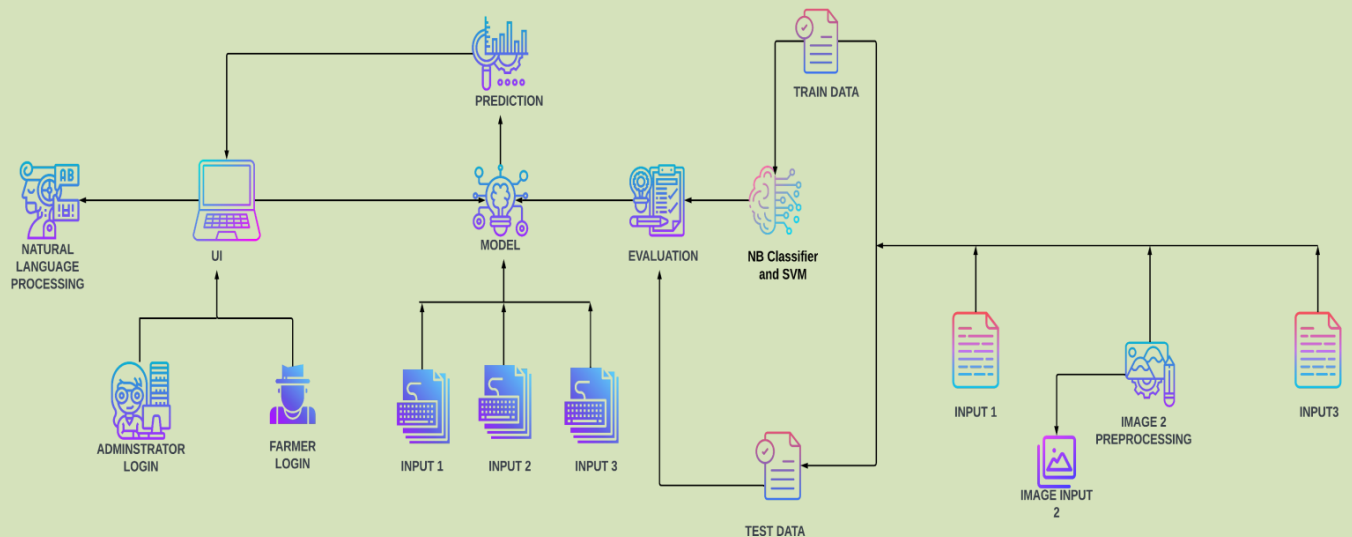 TRAIN DATA
PREDICTION
AB
NATURAL
LANGUAGE
PROCESSING
UI
MODEL
EVALUATION
NB Classifier
and SVM
ADMINSTRATOR
LOGIN
FARMER
LOGIN
INPUT 1
INPUT 2
INPUT 3
TEST DATA
INPUT 1
IMAGE 2
PREPROCESSING
IMAGE INPUT
2
INPUT3